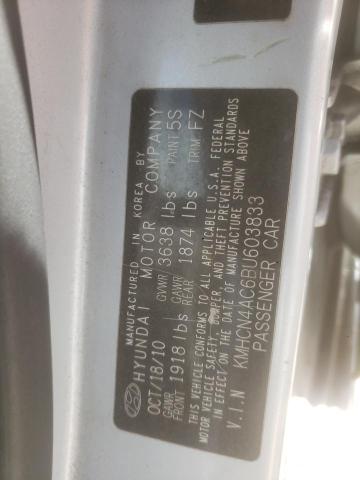 MANUFACTURED IN KOREA BY
HYUNDAI MOTOR COMPANY
OCT/18/10 GVWR 3638 lbs PAINT 5S
GAWR FRONT 1918 lbs GAWR REAR 1874 lbs TRIM FZ
THIS VEHICLE CONFORMS TO ALL APPLICABLE U.S.A. FEDERAL
MOTOR VEHICLE SAFETY, BUMPER, AND THEFT PREVENTION STANDARDS
IN EFFECT ON THE DATE OF MANUFACTURE SHOWN ABOVE.
V.I.N KMHCN4AC6BU603833
PASSENGER CAR